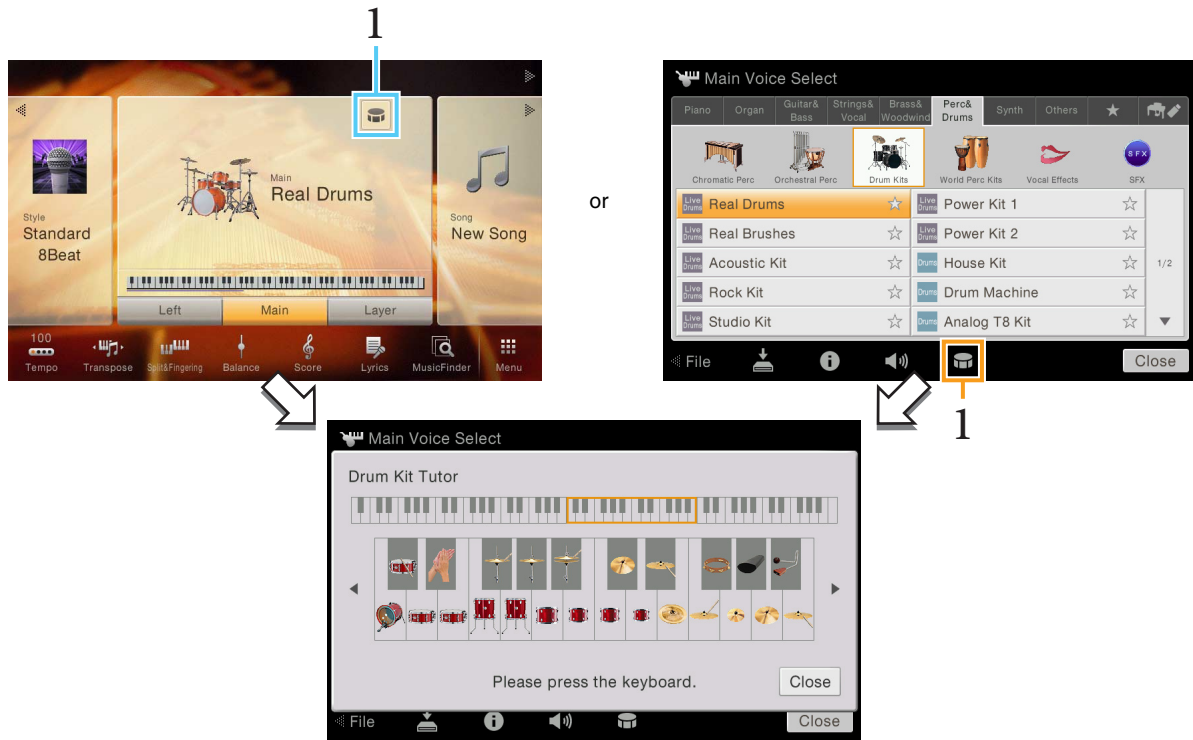 1
Main
Real Drums
Style
Standard
8Beat
Song
New Song
Left
Main
Layer
100
Tempo
Transpose
Split&Fingering
Balance
Score
Lyrics
MusicFinder
Menu
or
Main Voice Select
Piano
Organ
Guitar&
Bass
Strings&
Vocal
Brass&
Woodwind
Perc&
Drums
Synth
Others
Chromatic Perc
Orchestral Perc
Drum Kits
World Perc Kits
Vocal Effects
8 FX
SFX
Live
Drums
Real Drums
Live
Drums
Power Kit 1
Live
Drums
Real Brushes
Live
Drums
Power Kit 2
Live
Drums
Acoustic Kit
Drums
House Kit
1/2
Live
Drums
Rock Kit
Drums
Drum Machine
Live
Drums
Studio Kit
Drums
Analog T8 Kit
File
Close
1
Main Voice Select
Drum Kit Tutor
Please press the keyboard.
Close
File
Close